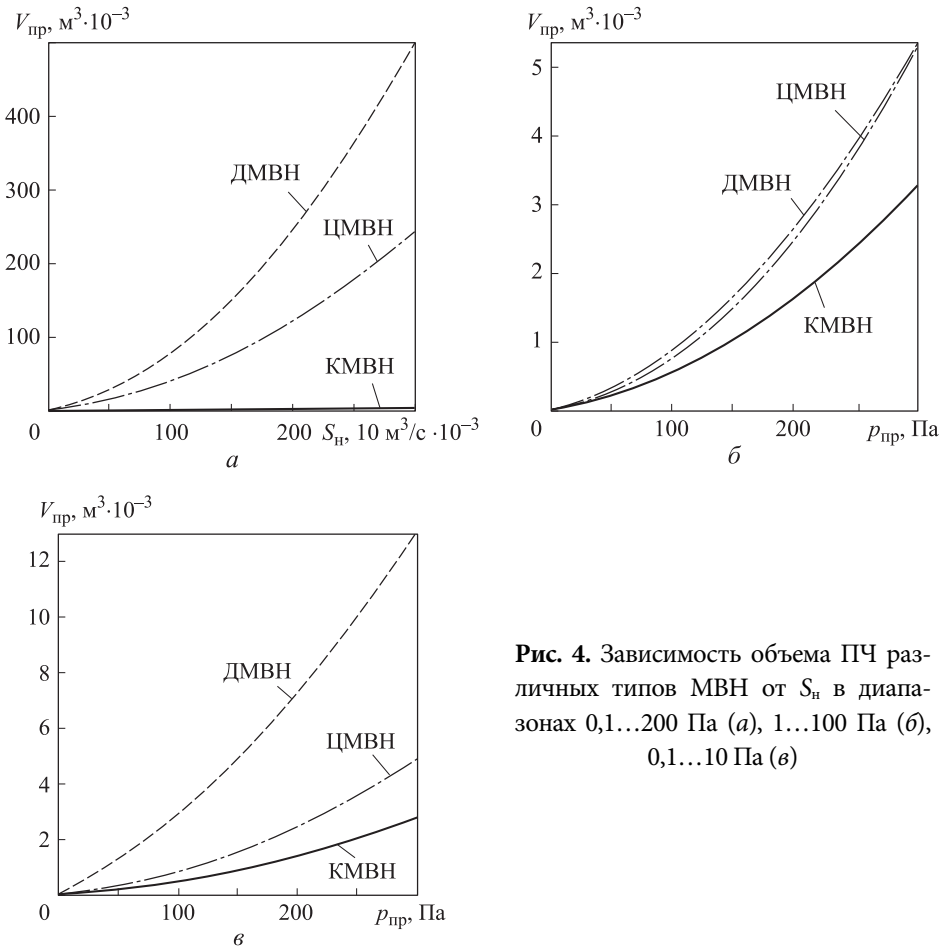 V_пр, м³·10⁻³
400
300
200
100
0
ДМВН
ЦМВН
КМВН
100
200
S_н, 10 м³/с ·10⁻³
а
V_пр, м³·10⁻³
5
4
3
2
1
0
ЦМВН
ДМВН
КМВН
100
200
p_пр, Па
б
V_пр, м³·10⁻³
12
10
8
6
4
2
0
ДМВН
ЦМВН
КМВН
100
200
p_пр, Па
в
Рис. 4. Зависимость объема ПЧ раз-
личных типов МВН от S_н в диапа-
зонах 0,1…200 Па (а), 1…100 Па (б),
0,1…10 Па (в)